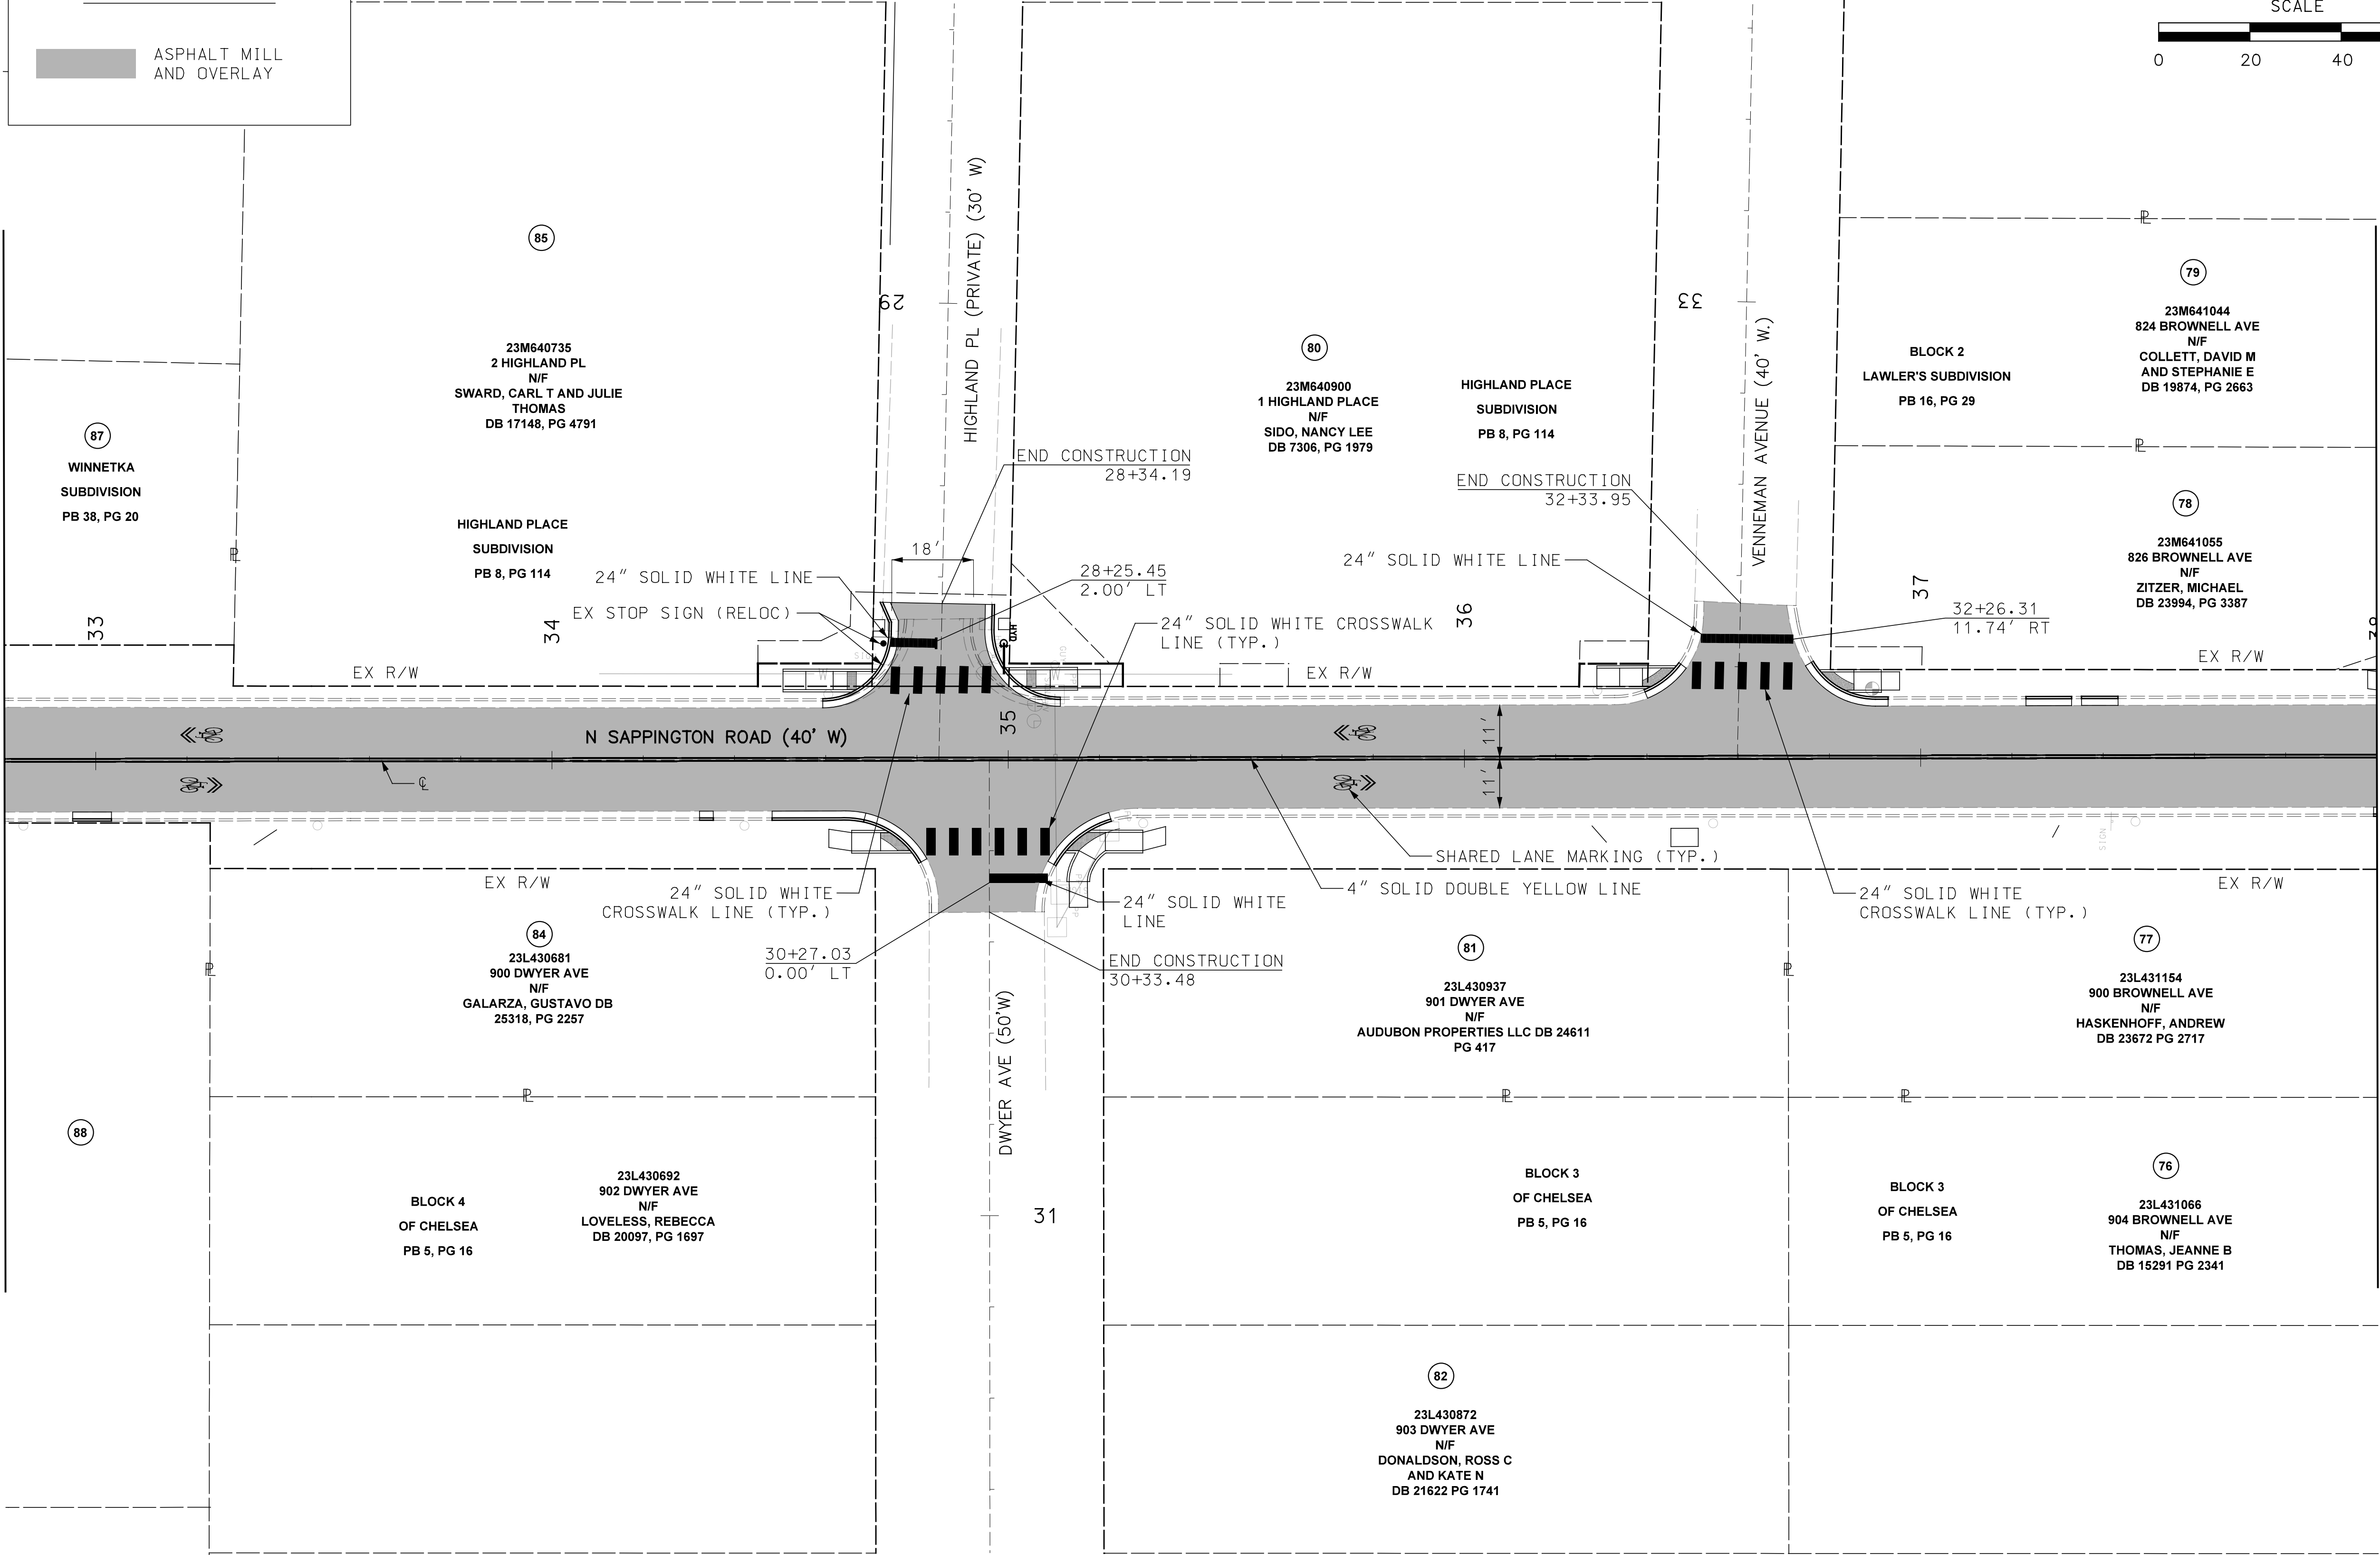 SCALE
0 20 40
ASPHALT MILL
AND OVERLAY
85
23M640735
2 HIGHLAND PL
N/F
SWARD, CARL T AND JULIE
THOMAS
DB 17148, PG 4791
87
WINNETKA
SUBDIVISION
PB 38, PG 20
HIGHLAND PLACE
SUBDIVISION
PB 8, PG 114
29
HIGHLAND PL (PRIVATE) (30' W)
80
23M640900
1 HIGHLAND PLACE
N/F
SIDO, NANCY LEE
DB 7306, PG 1979
HIGHLAND PLACE
SUBDIVISION
PB 8, PG 114
33
VENNEMAN AVENUE (40' W.)
BLOCK 2
LAWLER'S SUBDIVISION
PB 16, PG 29
79
23M641044
824 BROWNELL AVE
N/F
COLLETT, DAVID M
AND STEPHANIE E
DB 19874, PG 2663
78
23M641055
826 BROWNELL AVE
N/F
ZITZER, MICHAEL
DB 23994, PG 3387
END CONSTRUCTION
28+34.19
END CONSTRUCTION
32+33.95
18'
24" SOLID WHITE LINE
EX STOP SIGN (RELOC)
28+25.45
2.00' LT
24" SOLID WHITE CROSSWALK
LINE (TYP.)
24" SOLID WHITE LINE
32+26.31
11.74' RT
HYD
33
34
35
36
37
EX R/W
EX R/W
EX R/W
N SAPPINGTON ROAD (40' W)
11'
11'
SHARED LANE MARKING (TYP.)
4" SOLID DOUBLE YELLOW LINE
SIGN
EX R/W
EX R/W
24" SOLID WHITE
CROSSWALK LINE (TYP.)
24" SOLID WHITE
LINE
24" SOLID WHITE
CROSSWALK LINE (TYP.)
30+27.03
0.00' LT
END CONSTRUCTION
30+33.48
84
23L430681
900 DWYER AVE
N/F
GALARZA, GUSTAVO DB
25318, PG 2257
DWYER AVE (50'W)
81
23L430937
901 DWYER AVE
N/F
AUDUBON PROPERTIES LLC DB 24611
PG 417
77
23L431154
900 BROWNELL AVE
N/F
HASKENHOFF, ANDREW
DB 23672 PG 2717
88
BLOCK 4
OF CHELSEA
PB 5, PG 16
23L430692
902 DWYER AVE
N/F
LOVELESS, REBECCA
DB 20097, PG 1697
31
BLOCK 3
OF CHELSEA
PB 5, PG 16
BLOCK 3
OF CHELSEA
PB 5, PG 16
76
23L431066
904 BROWNELL AVE
N/F
THOMAS, JEANNE B
DB 15291 PG 2341
82
23L430872
903 DWYER AVE
N/F
DONALDSON, ROSS C
AND KATE N
DB 21622 PG 1741